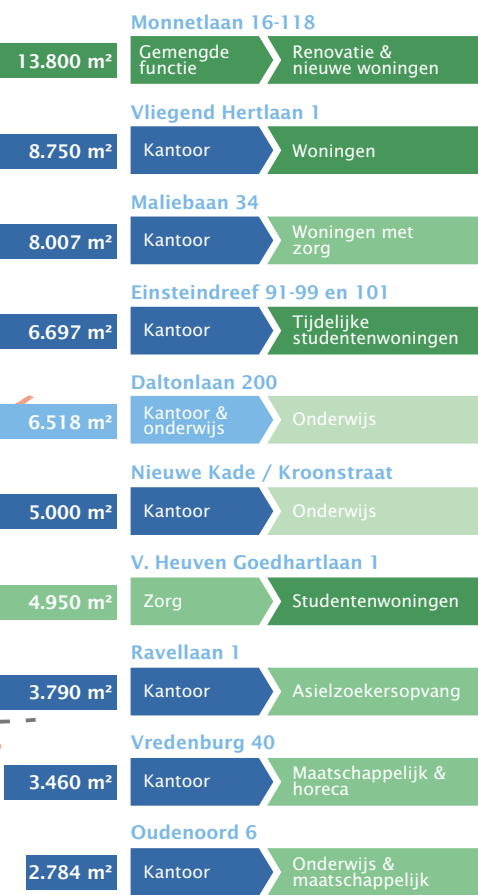 Monnetlaan 16-118
13.800 m²
Gemengde
functie
Renovatie &
nieuwe woningen
Vliegend Hertlaan 1
8.750 m²
Kantoor
Woningen
Maliebaan 34
8.007 m²
Kantoor
Woningen met
zorg
Einsteindreef 91-99 en 101
6.697 m²
Kantoor
Tijdelijke
studentenwoningen
Daltonlaan 200
6.518 m²
Kantoor &
onderwijs
Onderwijs
Nieuwe Kade / Kroonstraat
5.000 m²
Kantoor
Onderwijs
V. Heuven Goedhartlaan 1
4.950 m²
Zorg
Studentenwoningen
Ravellaan 1
3.790 m²
Kantoor
Asielzoekersopvang
Vredenburg 40
3.460 m²
Kantoor
Maatschappelijk &
horeca
Oudenoord 6
2.784 m²
Kantoor
Onderwijs &
maatschappelijk